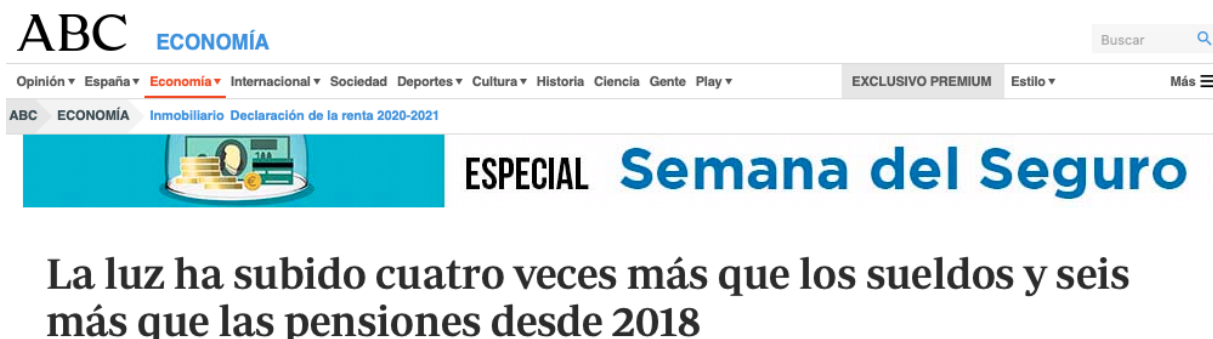 ABC ECONOMÍA
Buscar
Opinión España Economía Internacional Sociedad Deportes Cultura Historia Ciencia Gente Play EXCLUSIVO PREMIUM Estilo Más
ABC ECONOMÍA Inmobiliario Declaración de la renta 2020-2021
ESPECIAL Semana del Seguro
La luz ha subido cuatro veces más que los sueldos y seis
más que las pensiones desde 2018